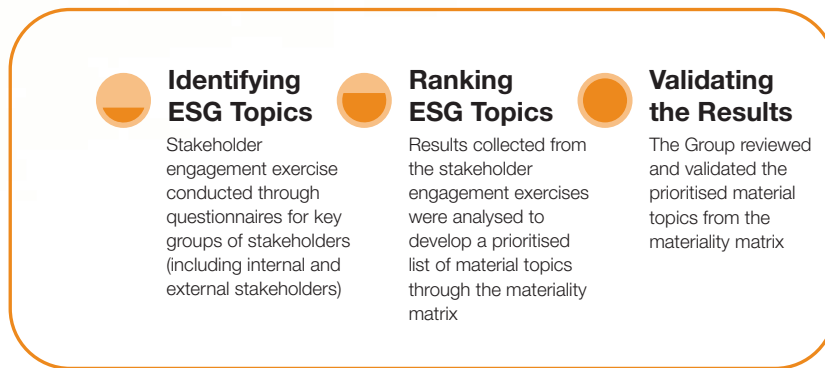 Identifying
ESG Topics
Stakeholder
engagement exercise
conducted through
questionnaires for key
groups of stakeholders
(including internal and
external stakeholders)
Ranking
ESG Topics
Results collected from
the stakeholder
engagement exercises
were analysed to
develop a prioritised
list of material topics
through the materiality
matrix
Validating
the Results
The Group reviewed
and validated the
prioritised material
topics from the
materiality matrix